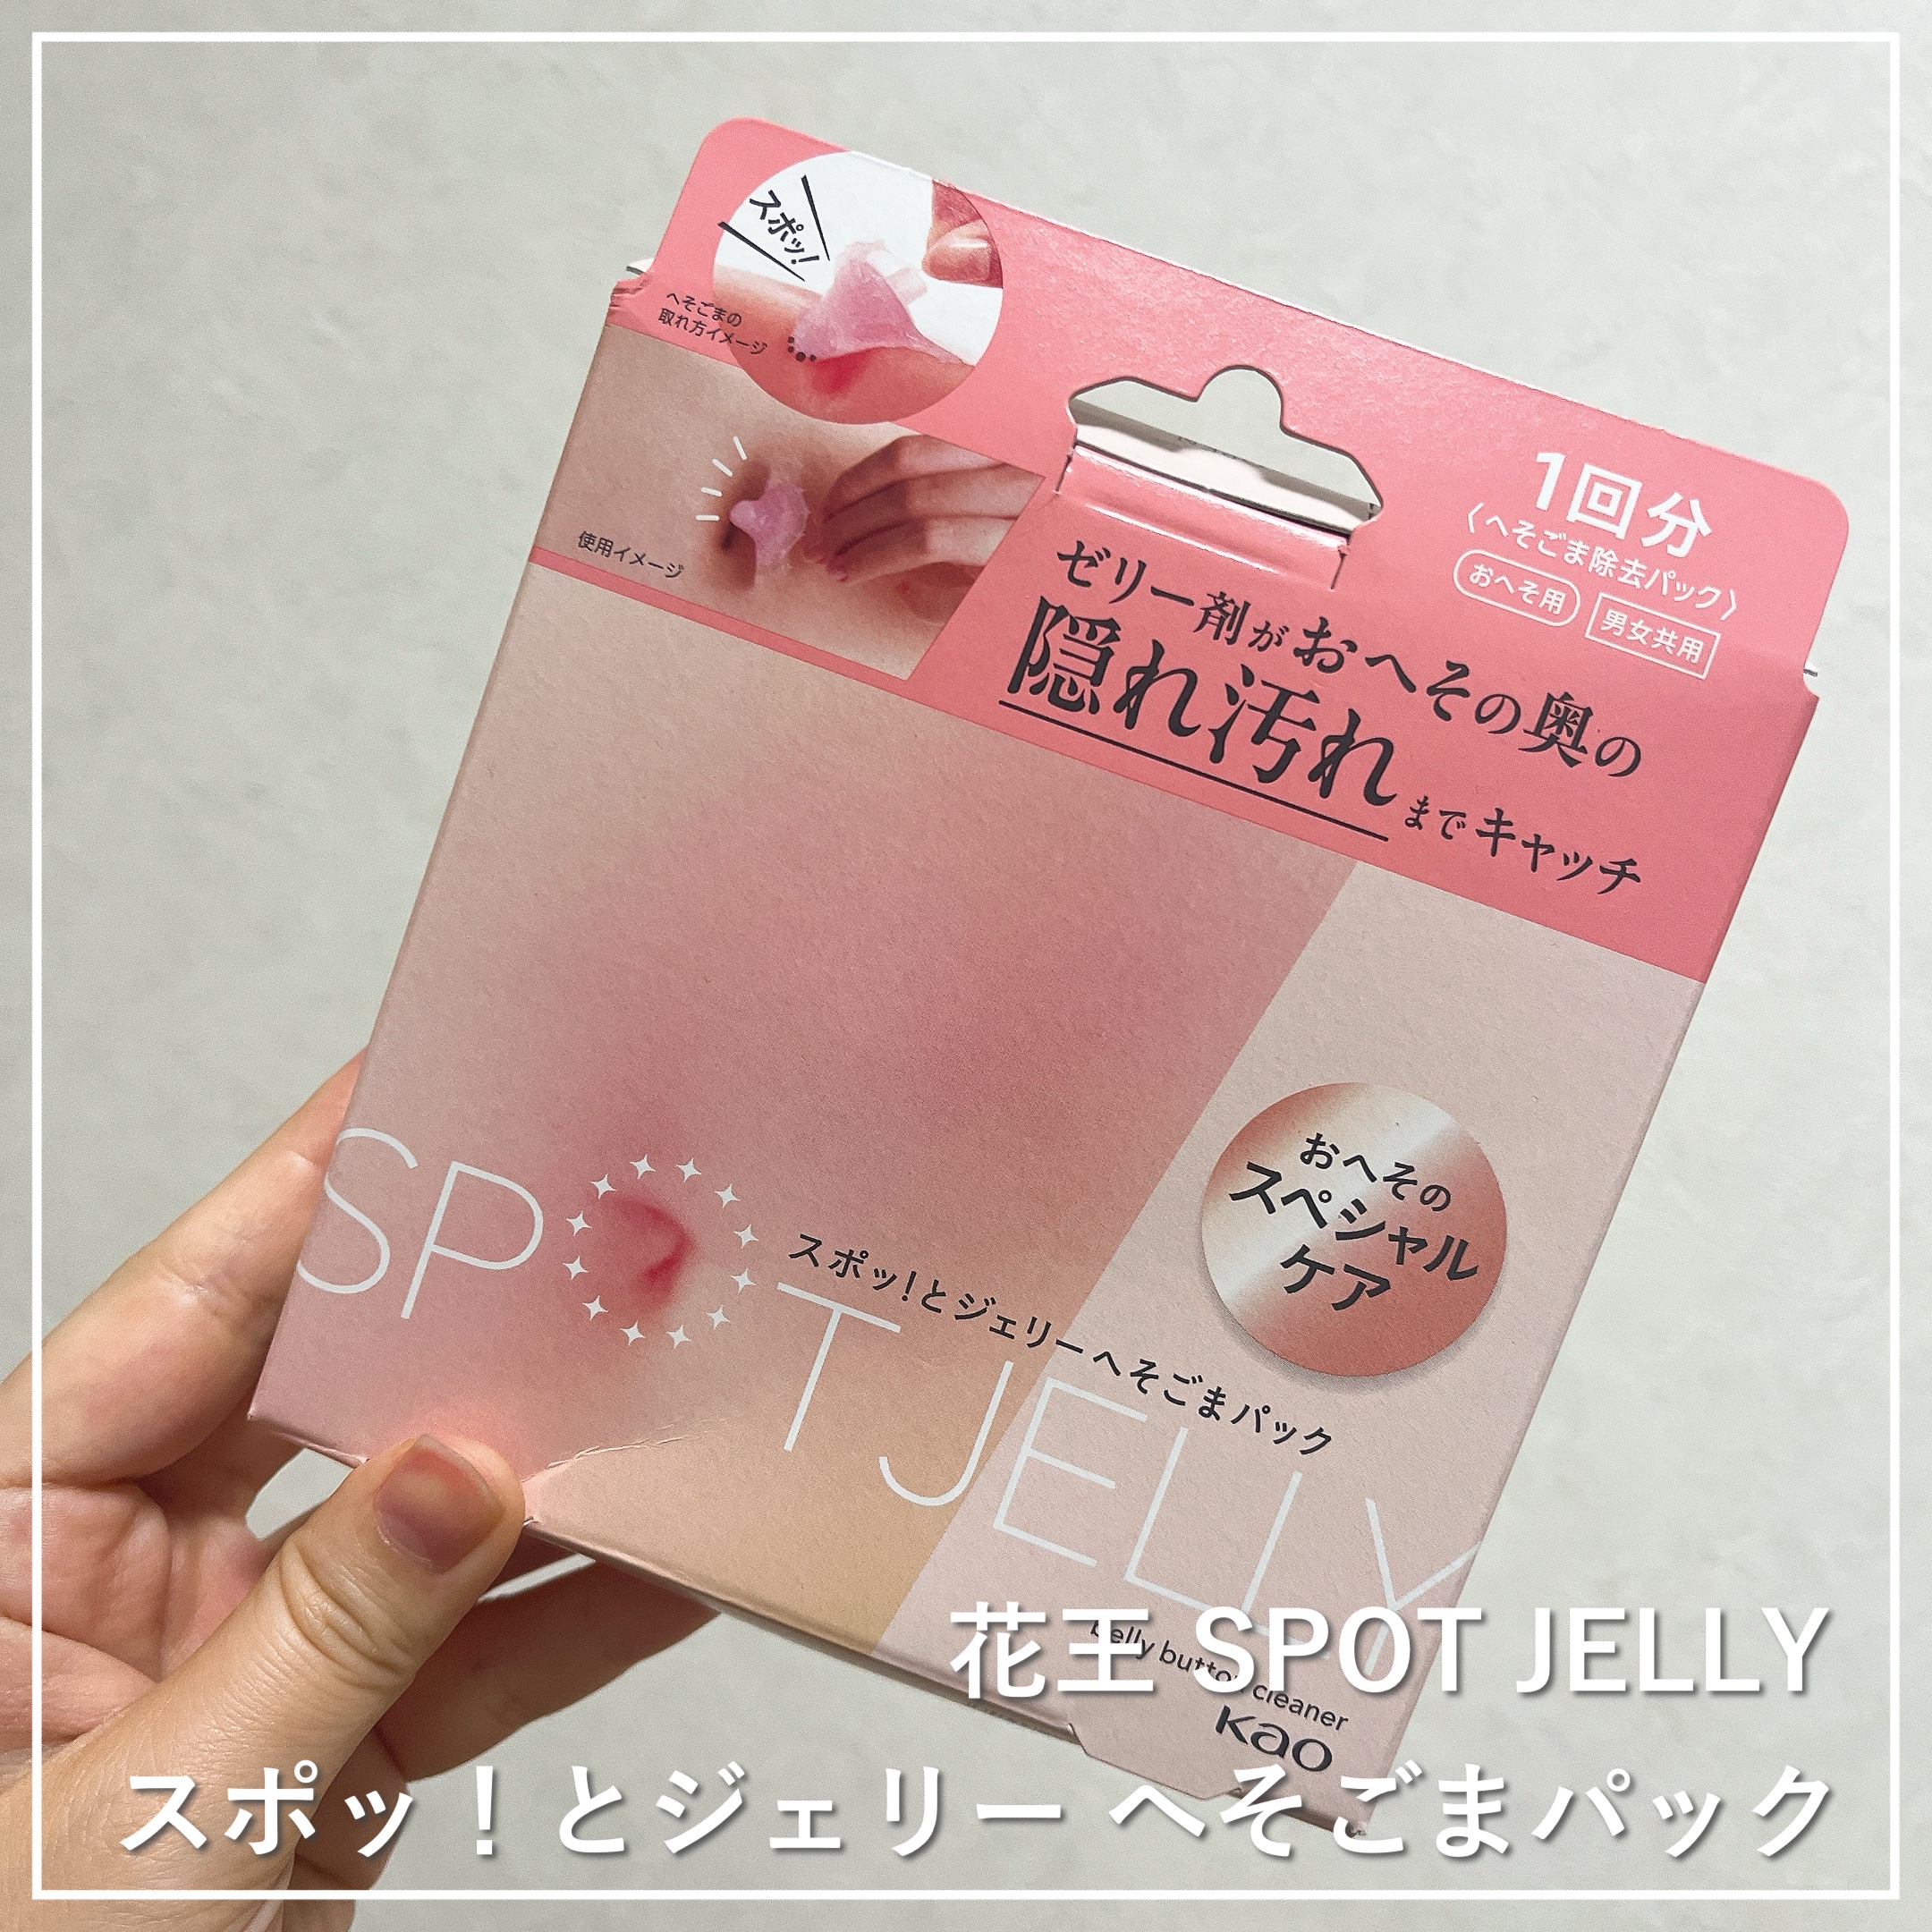 スポッ!
へそごまの
取れ方イメージ
使用イメージ
1回分
〈へそごま除去パック〉
おへそ用 男女共用
ゼリー剤がおへその奥の
隠れ汚れまでキャッチ
おへその
スペシャル
ケア
スポッ!とジェリー へそごまパック
SPOT JELLY
belly button cleaner
Kao
花王 SPOT JELLY
スポッ！とジェリー へそごまパック